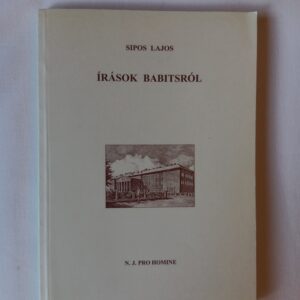 SIPOS LAJOS
ÍRÁSOK BABITSRÓL
N. J. PRO HOMINE